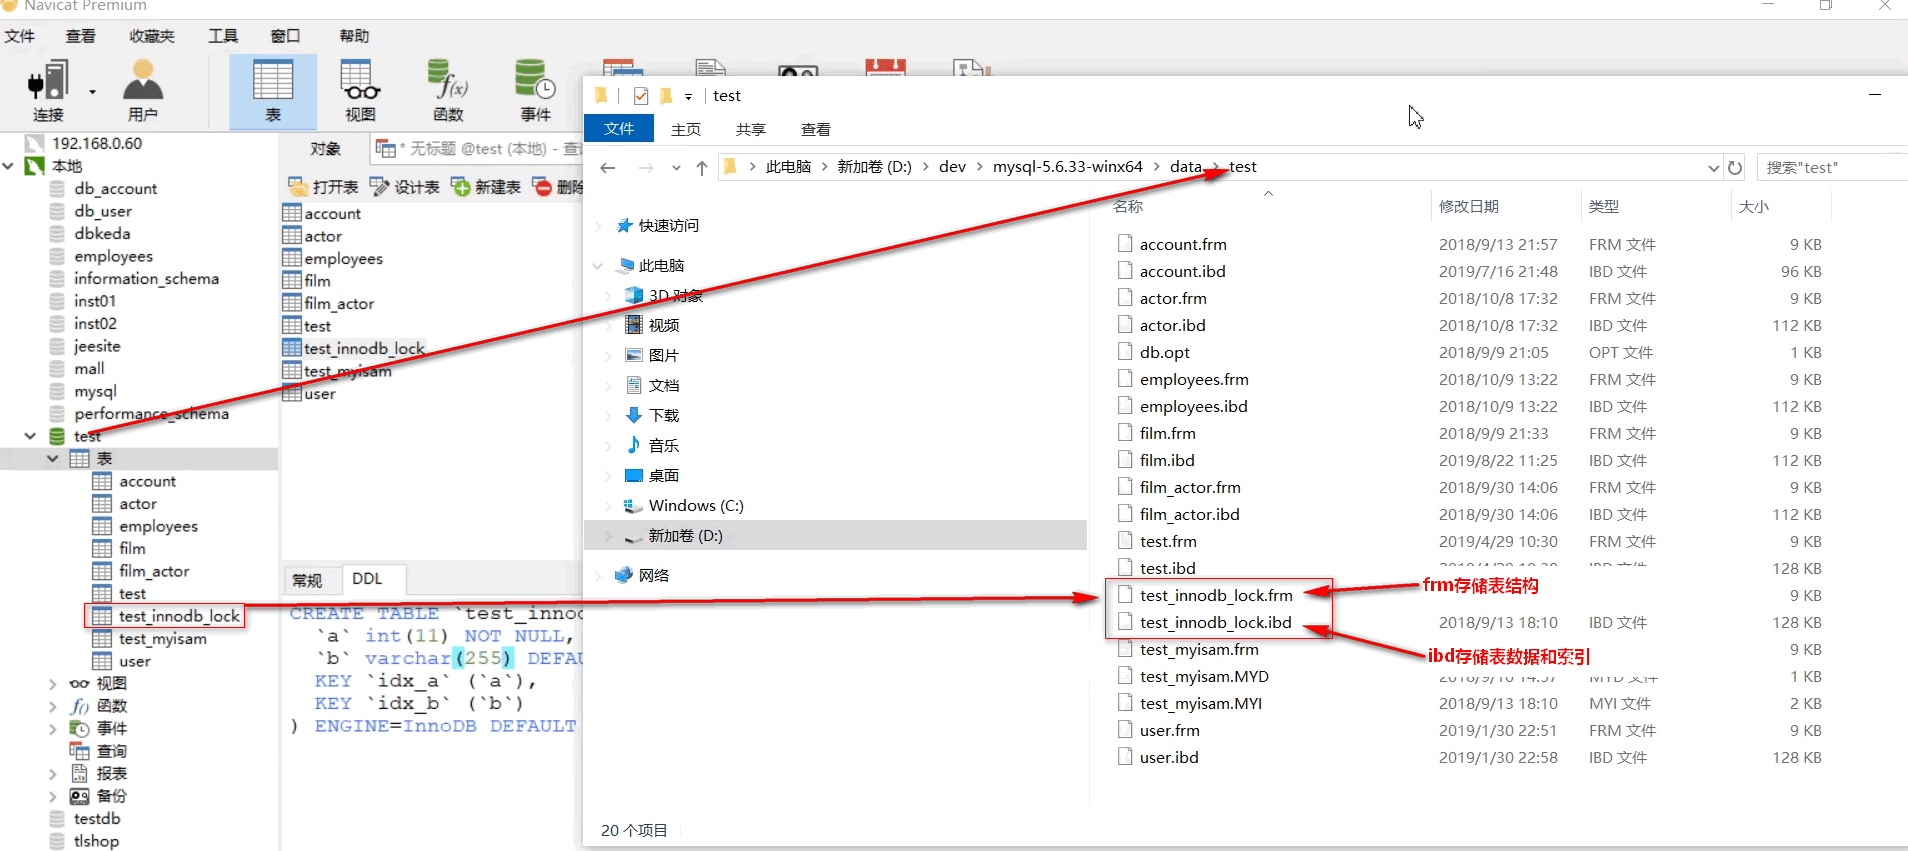 Navicat Premium
文件 查看 收藏夹 工具 窗口 帮助
连接 用户 表 视图 函数 事件
192.168.0.60
本地
db_account
db_user
dbkeda
employees
information_schema
inst01
inst02
jeesite
mall
mysql
performance_schema
test
表
account
actor
employees
film
film_actor
test
test_innodb_lock
test_myisam
user
视图
函数
事件
查询
报表
备份
testdb
tlshop
对象 * 无标题 @test (本地) - 查询
打开表 设计表 新建表 删除
account
actor
employees
film
film_actor
test
test_innodb_lock
test_myisam
user
常规 DDL
CREATE TABLE `test_innod
`a` int(11) NOT NULL,
`b` varchar(255) DEFAU
KEY `idx_a` (`a`),
KEY `idx_b` (`b`)
) ENGINE=InnoDB DEFAULT
test
文件 主页 共享 查看
此电脑 新加卷 (D:) dev mysql-5.6.33-winx64 data test
搜索"test"
快速访问
此电脑
3D 对象
视频
图片
文档
下载
音乐
桌面
Windows (C:)
新加卷 (D:)
网络
名称 修改日期 类型 大小
account.frm 2018/9/13 21:57 FRM 文件 9 KB
account.ibd 2019/7/16 21:48 IBD 文件 96 KB
actor.frm 2018/10/8 17:32 FRM 文件 9 KB
actor.ibd 2018/10/8 17:32 IBD 文件 112 KB
db.opt 2018/9/9 21:05 OPT 文件 1 KB
employees.frm 2018/10/9 13:22 FRM 文件 9 KB
employees.ibd 2018/10/9 13:22 IBD 文件 112 KB
film.frm 2018/9/9 21:33 FRM 文件 9 KB
film.ibd 2019/8/22 11:25 IBD 文件 112 KB
film_actor.frm 2018/9/30 14:06 FRM 文件 9 KB
film_actor.ibd 2018/9/30 14:06 IBD 文件 112 KB
test.frm 2019/4/29 10:30 FRM 文件 9 KB
test.ibd 128 KB
test_innodb_lock.frm frm存储表结构 9 KB
test_innodb_lock.ibd 2018/9/13 18:10 IBD 文件 128 KB
test_myisam.frm ibd存储表数据和索引 9 KB
test_myisam.MYD MYD 文件 1 KB
test_myisam.MYI 2018/9/13 18:10 MYI 文件 2 KB
user.frm 2019/1/30 22:51 FRM 文件 9 KB
user.ibd 2019/1/30 22:58 IBD 文件 128 KB
20 个项目